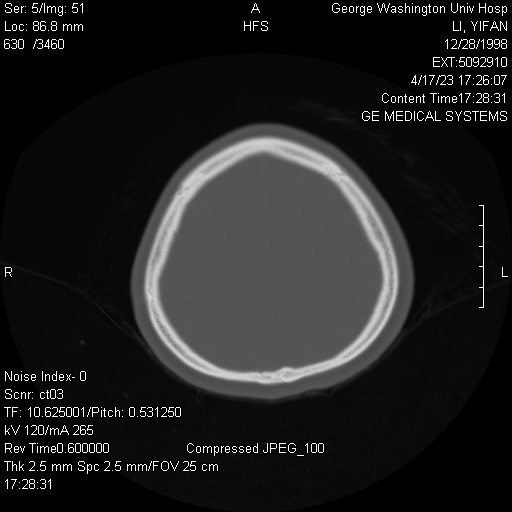 Ser: 5/Img: 51
Loc: 86.8 mm
630 /3460
A
HFS
George Washington Univ Hosp
LI, YIFAN
12/28/1998
EXT:5092910
4/17/23 17:26:07
Content Time17:28:31
GE MEDICAL SYSTEMS
R
L
Noise Index- 0
Scnr: ct03
TF: 10.625001/Pitch: 0.531250
kV 120/mA 265
Rev Time0.600000
Compressed JPEG_100
Thk 2.5 mm Spc 2.5 mm/FOV 25 cm
17:28:31